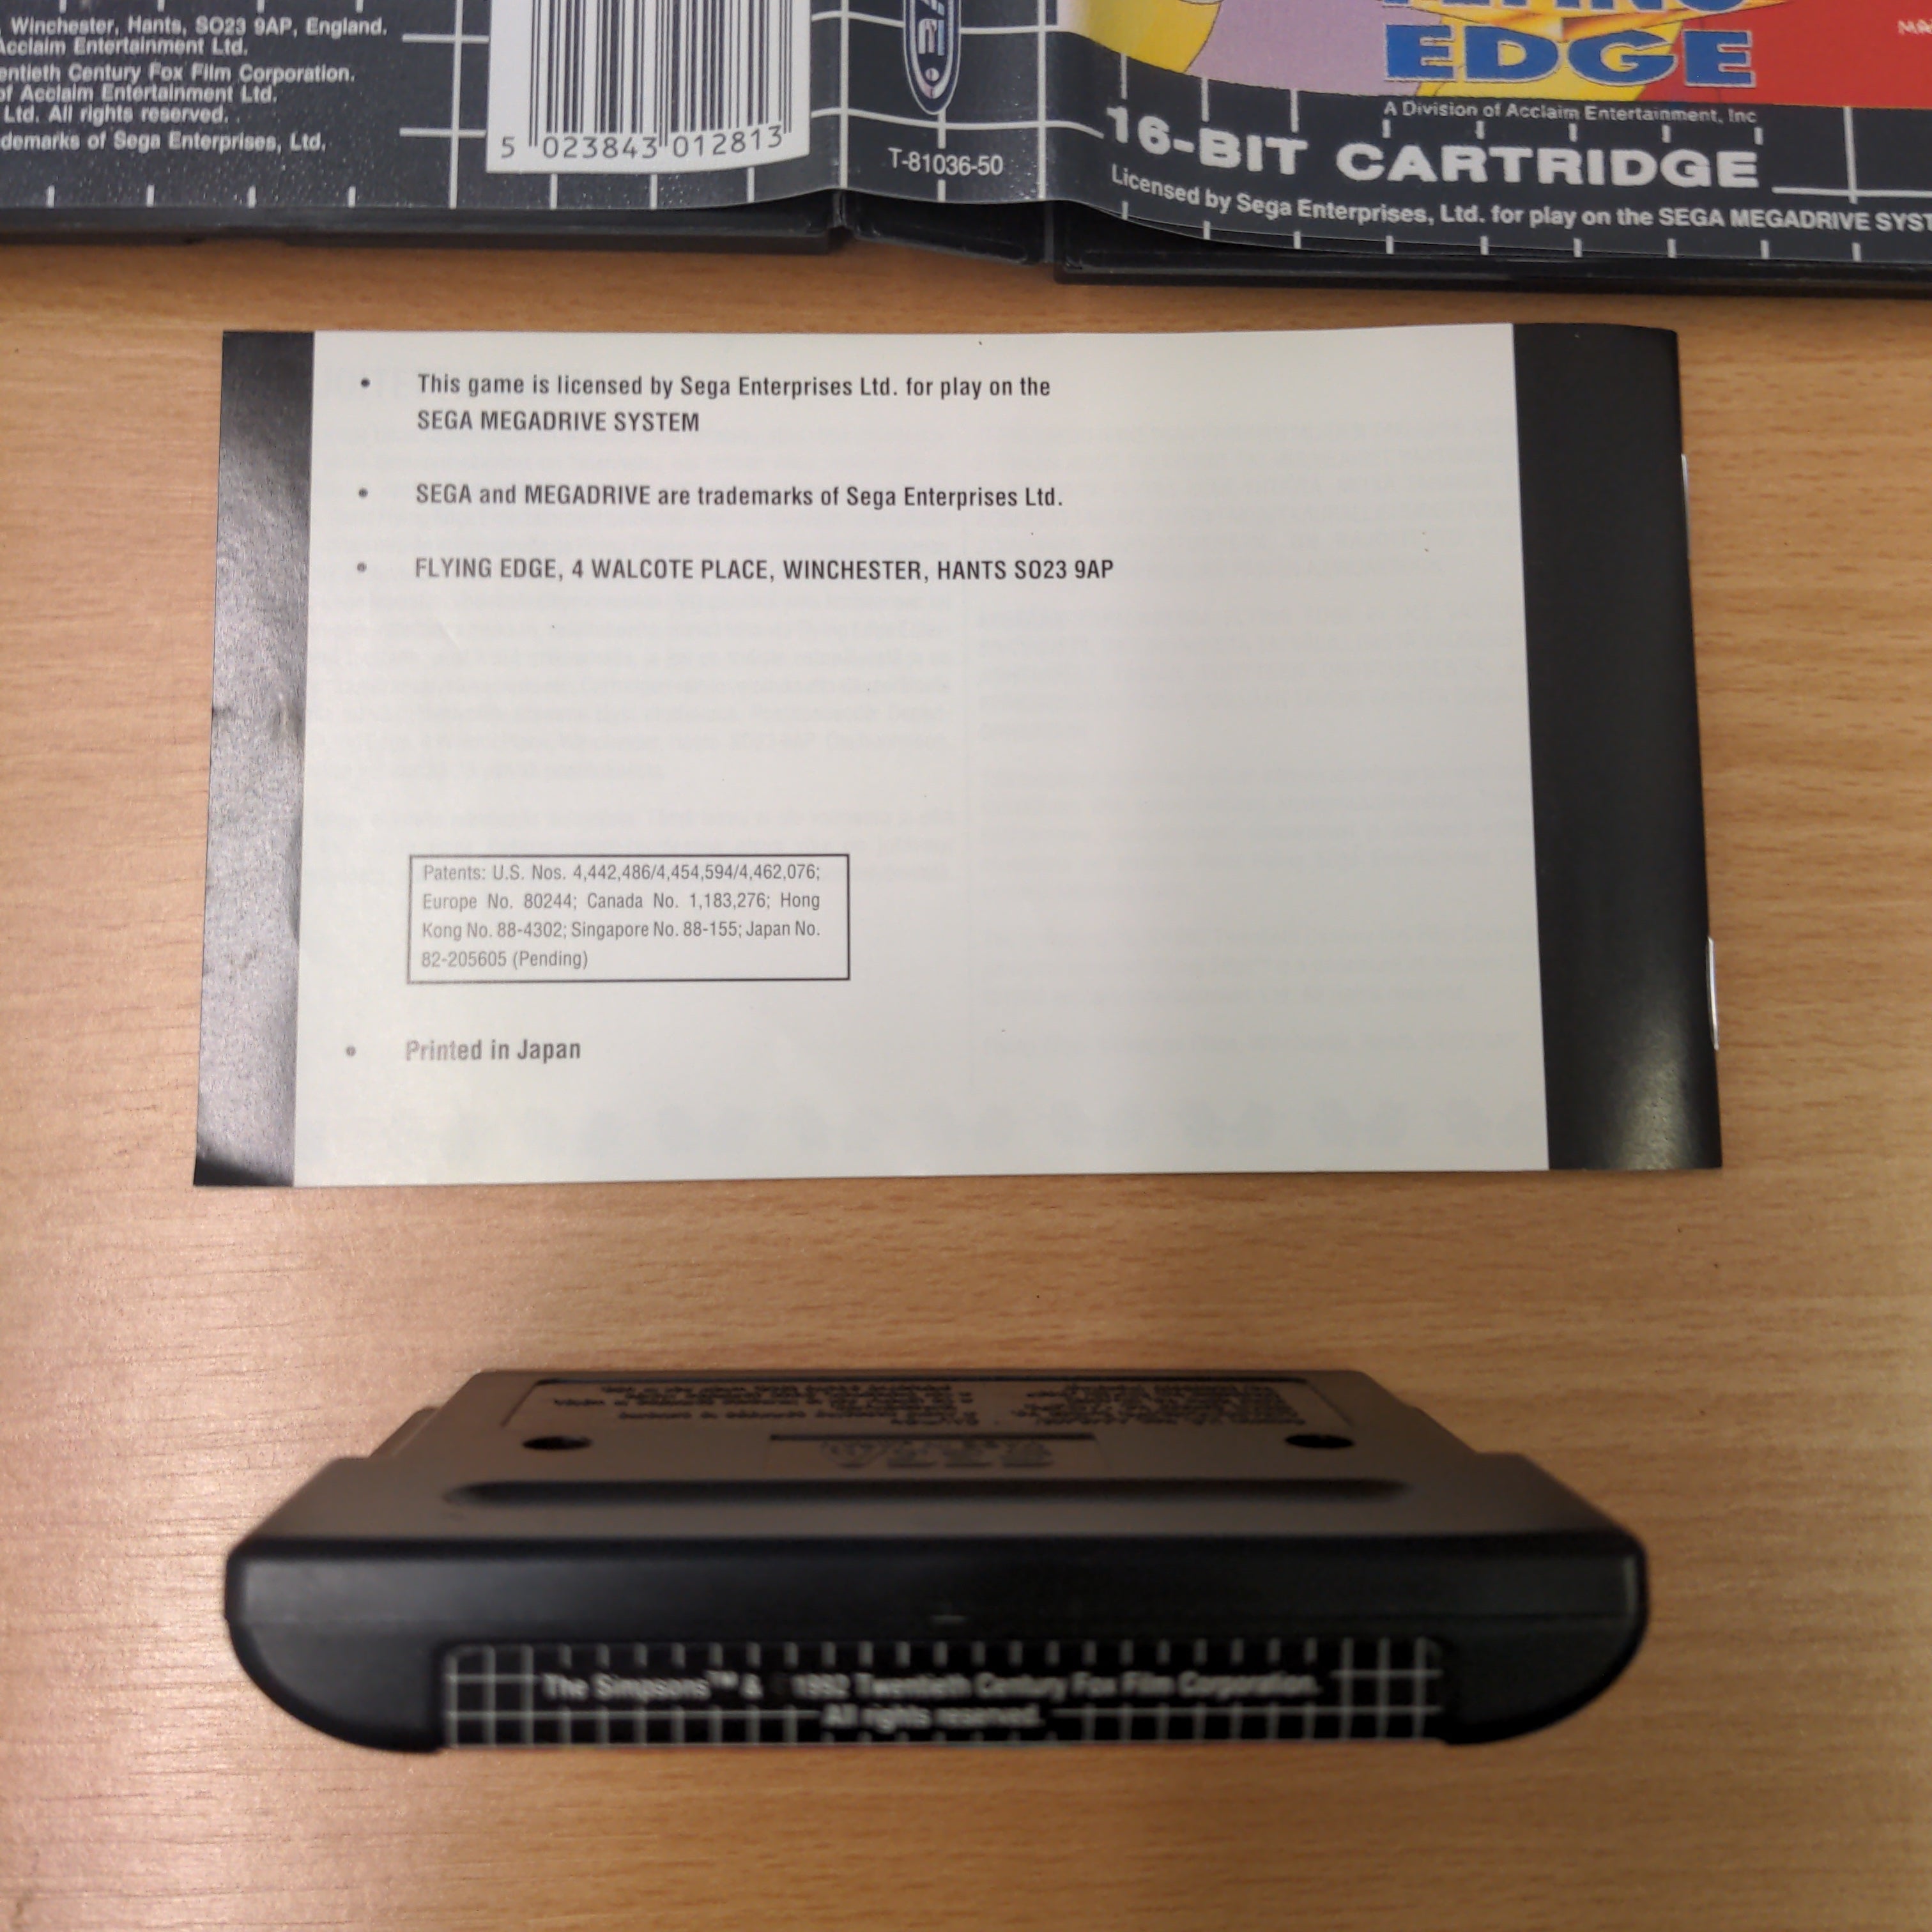 Winchester, Hants, SO23 9AP, England.
Acclaim Entertainment Ltd.
entieth Century Fox Film Corporation.
of Acclaim Entertainment Ltd.
Ltd. All rights reserved.
demarks of Sega Enterprises, Ltd.
5 023843 012813
T-81036-50
EDGE
A Division of Acclaim Entertainment, Inc
16-BIT CARTRIDGE
Licensed by Sega Enterprises, Ltd. for play on the SEGA MEGADRIVE SYST
• This game is licensed by Sega Enterprises Ltd. for play on the
SEGA MEGADRIVE SYSTEM
• SEGA and MEGADRIVE are trademarks of Sega Enterprises Ltd.
• FLYING EDGE, 4 WALCOTE PLACE, WINCHESTER, HANTS SO23 9AP
Patents: U.S. Nos. 4,442,486/4,454,594/4,462,076;
Europe No. 80244; Canada No. 1,183,276; Hong
Kong No. 88-4302; Singapore No. 88-155; Japan No.
82-205605 (Pending)
• Printed in Japan
SEGA
The Simpsons™ & 1992 Twentieth Century Fox Film Corporation.
All rights reserved.